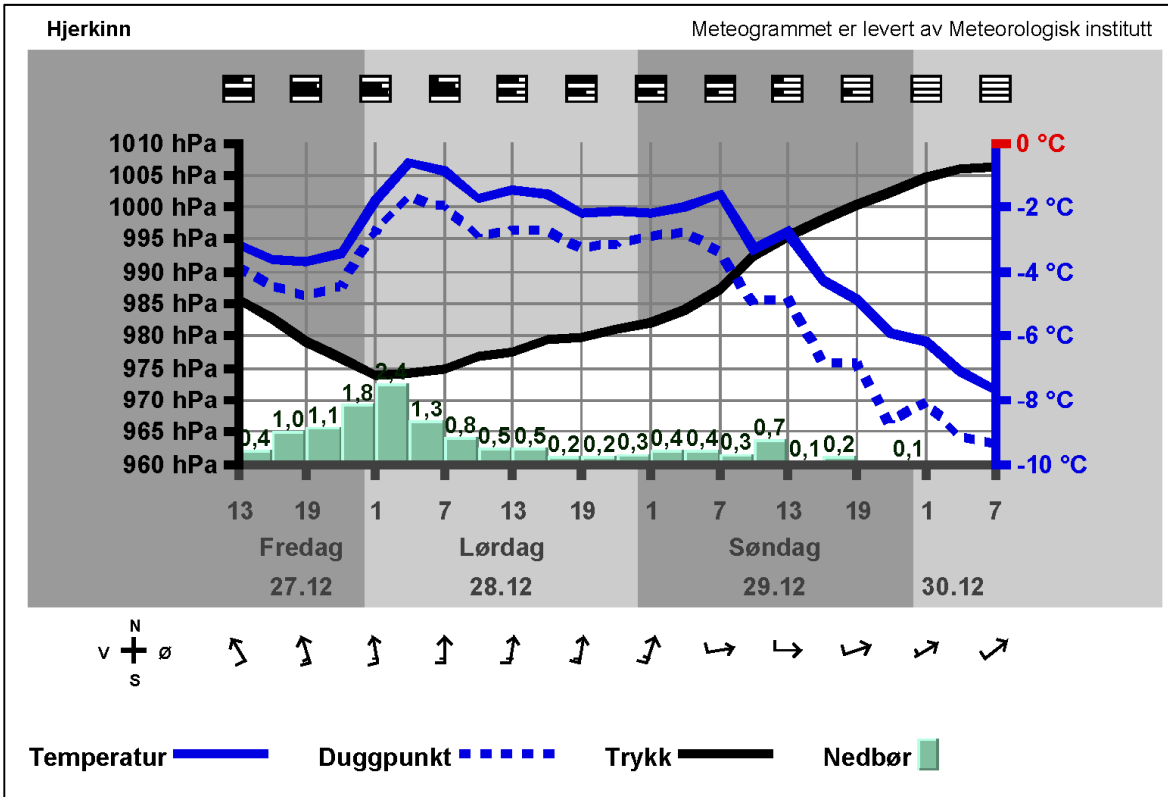 Hjerkinn Meteogrammet er levert av Meteorologisk institutt
1010 hPa 0 °C
1005 hPa
1000 hPa -2 °C
995 hPa
990 hPa -4 °C
985 hPa
980 hPa -6 °C
975 hPa
970 hPa -8 °C
965 hPa
960 hPa -10 °C
0,4 1,0 1,1 1,8 2,4 1,3 0,8 0,5 0,5 0,2 0,2 0,3 0,4 0,4 0,3 0,7 0,1 0,2 0,1
13 19 1 7 13 19 1 7 13 19 1 7
Fredag Lørdag Søndag
27.12 28.12 29.12 30.12
N
V Ø
S
Temperatur Duggpunkt Trykk Nedbør